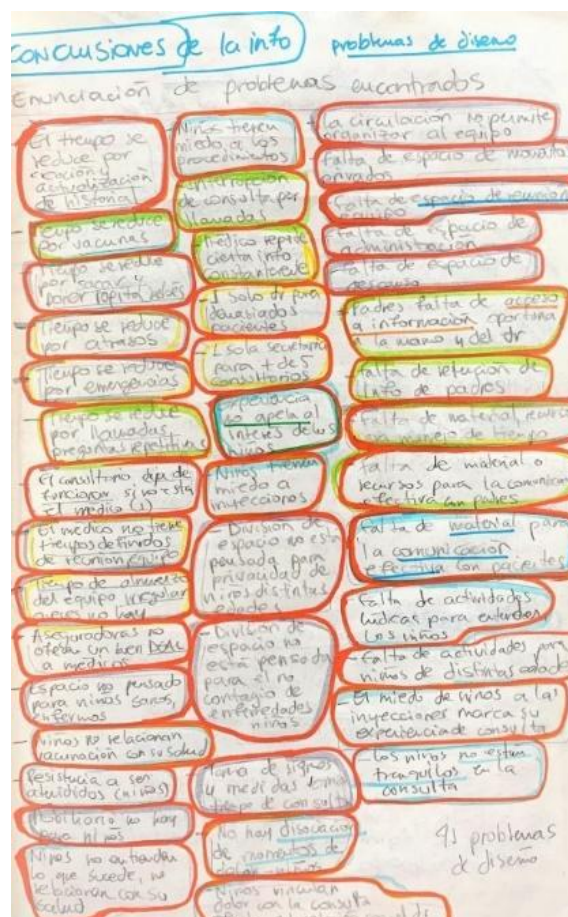 CONCLUSIONES de la info
problemas de diseño
Enunciación de problemas encontrados
- El tiempo se
reduce por
creación y
actualización
de historial
- Tiempo se reduce
por vacunas
- Tiempo se reduce
por sacar y
poner ropita
- Tiempo se reduce
por atrasos
- Tiempo se reduce
por emergencias
- Tiempo se reduce
por llamadas,
preguntas repetitivas
- El consultorio deja de
funcionar si no está
el médico (1)
- El médico no tiene
tiempos definidos
de reunión equipo
- Tiempo de almuerzo
del equipo irregular
a veces no hay
- Aseguradoras no
ofrecen un buen
a médicos
- Espacio no pensado
para niños sanos,
enfermos
- Niños no relacionan
vacunación con su salud
- Resistencia a ser
atendidos (niños)
- Mobiliario no hay
para niños
- Niños no entienden
lo que sucede, no
relacionan con su
salud
- Niños tienen
miedo a los
procedimientos
- Interrupción
de consulta por
llamadas
- Médico repite
cierta info
constantemente
- 1 solo dr para
demasiados
pacientes
- 1 sola secretaria
para + de 5
consultorios
- Experiencia
no apela al
interés de los
niños
- Niños tienen
miedo a
inyecciones
- División de
espacio no está
pensada para
privacidad de
niños distintas
edades
- División de
espacio no
está pensada
para el no
contagio de
enfermedades
niños
- Toma de signos
y medidas
de consulta
- No hay disociación
de momentos de
dolor - niños
- Niños vinculan
dolor con la consulta
- La circulación no permite
organizar al equipo
- Falta de espacio de
privados
- Falta de espacio de reunión
equipo
- Falta de espacio de
administración
- Falta de espacio de
descanso
- Padres falta de acceso
a información oportuna
a la mano y del dr
- Falta de retención de
info de padres
- Falta de material, recurso
manejo de tiempo
- Falta de material o
recursos para la comunicación
efectiva con padres
- Falta de material para
la comunicación
efectiva con pacientes
- Falta de actividades
lúdicas para entender
los niños
- Falta de actividades para
niños de distintas edades
- El miedo de niños a las
inyecciones marca su
experiencia de consulta
- Los niños no están
tranquilos en la
consulta
41 problemas
de diseño